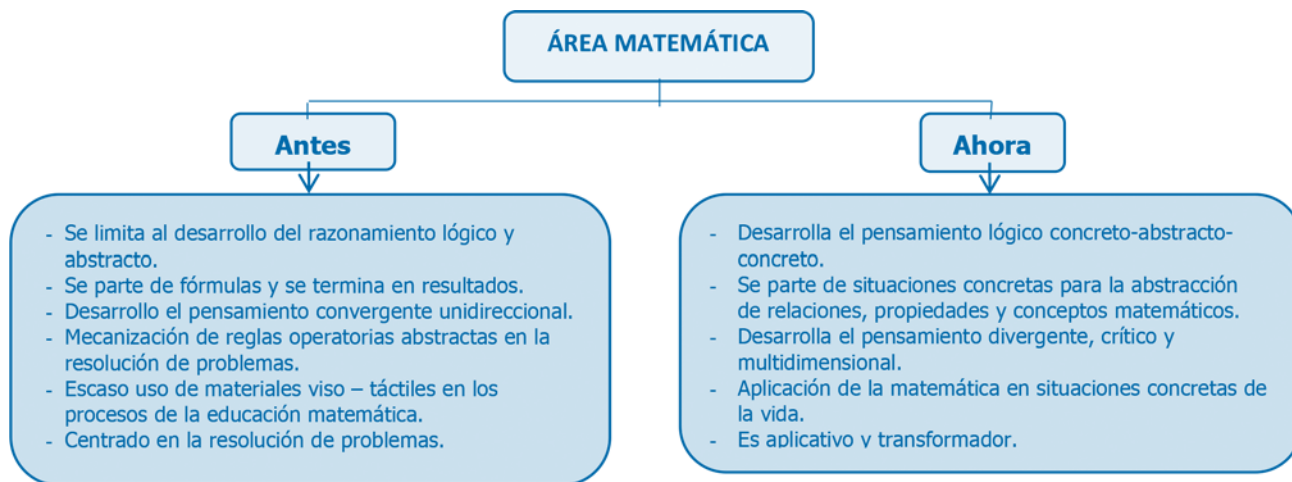 ÁREA MATEMÁTICA
Antes
- Se limita al desarrollo del razonamiento lógico y
abstracto.
- Se parte de fórmulas y se termina en resultados.
- Desarrollo el pensamiento convergente unidireccional.
- Mecanización de reglas operatorias abstractas en la
resolución de problemas.
- Escaso uso de materiales viso – táctiles en los
procesos de la educación matemática.
- Centrado en la resolución de problemas.
Ahora
- Desarrolla el pensamiento lógico concreto-abstracto-
concreto.
- Se parte de situaciones concretas para la abstracción
de relaciones, propiedades y conceptos matemáticos.
- Desarrolla el pensamiento divergente, crítico y
multidimensional.
- Aplicación de la matemática en situaciones concretas de
la vida.
- Es aplicativo y transformador.